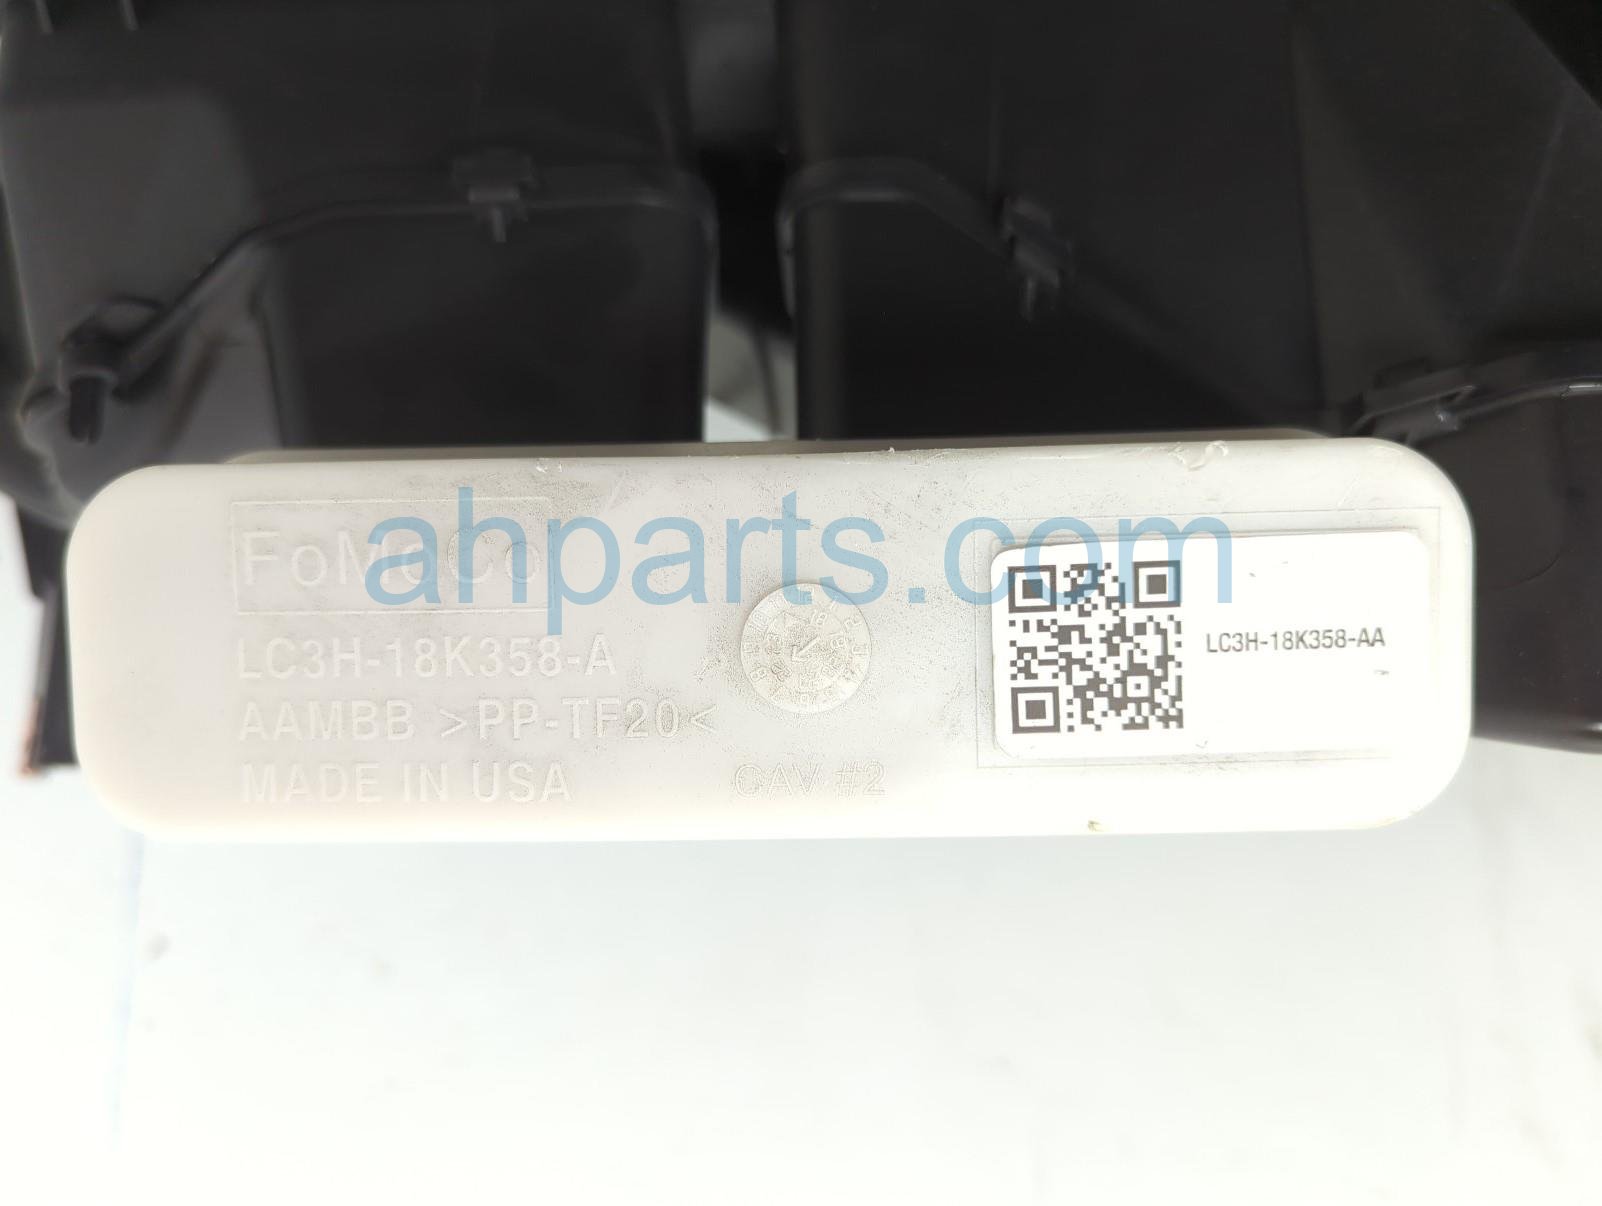 FoMoCo
ahparts.com
LC3H-18K358-A
AAMBB >PP-TF20<
MADE IN USA
CAV #2
LC3H-18K358-AA